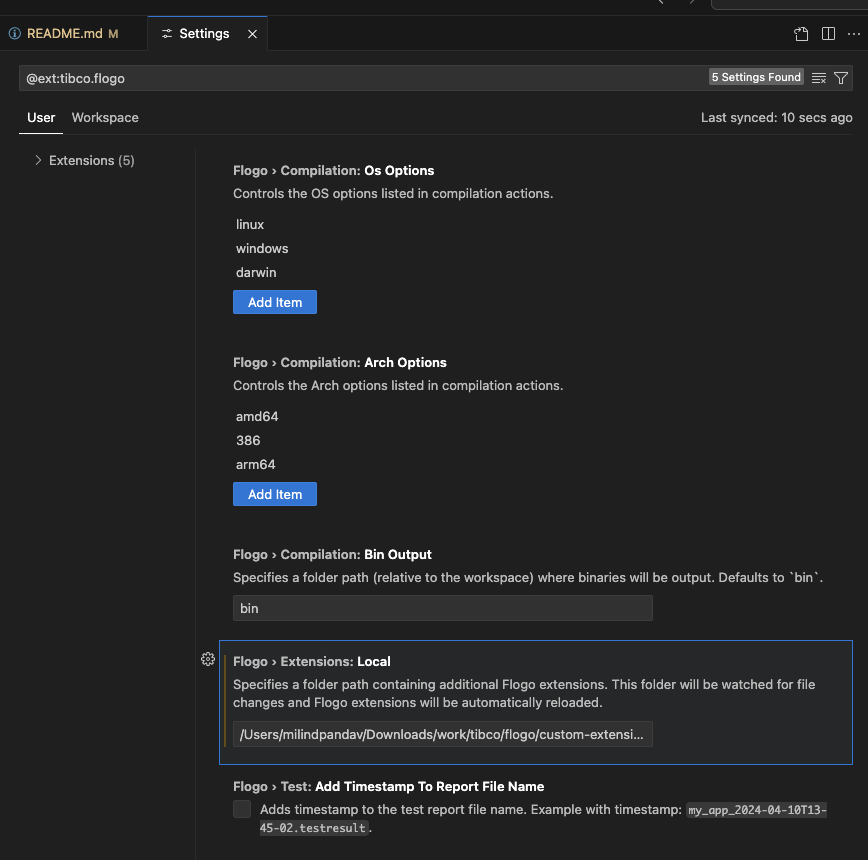 README.md M
Settings
@ext:tibco.flogo
5 Settings Found
User Workspace
Last synced: 10 secs ago
Extensions (5)
Flogo › Compilation: Os Options
Controls the OS options listed in compilation actions.
linux
windows
darwin
Add Item
Flogo › Compilation: Arch Options
Controls the Arch options listed in compilation actions.
amd64
386
arm64
Add Item
Flogo › Compilation: Bin Output
Specifies a folder path (relative to the workspace) where binaries will be output. Defaults to `bin`.
bin
Flogo › Extensions: Local
Specifies a folder path containing additional Flogo extensions. This folder will be watched for file
changes and Flogo extensions will be automatically reloaded.
/Users/milindpandav/Downloads/work/tibco/flogo/custom-extensi...
Flogo › Test: Add Timestamp To Report File Name
Adds timestamp to the test report file name. Example with timestamp: my_app_2024-04-10T13-
45-02.testresult.